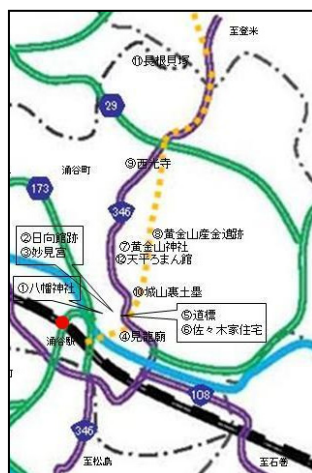 至登米
⑪長根貝塚
29
⑨西光寺
涌谷町
173
346
②日向館跡
③妙見宮
⑧黄金山産金遺跡
⑦黄金山神社
⑫天平ろまん館
①八幡神社
⑩城山裏土塁
⑤道標
⑥佐々木家住宅
④見龍廟
涌谷駅
108
346
至松島
至石巻
町